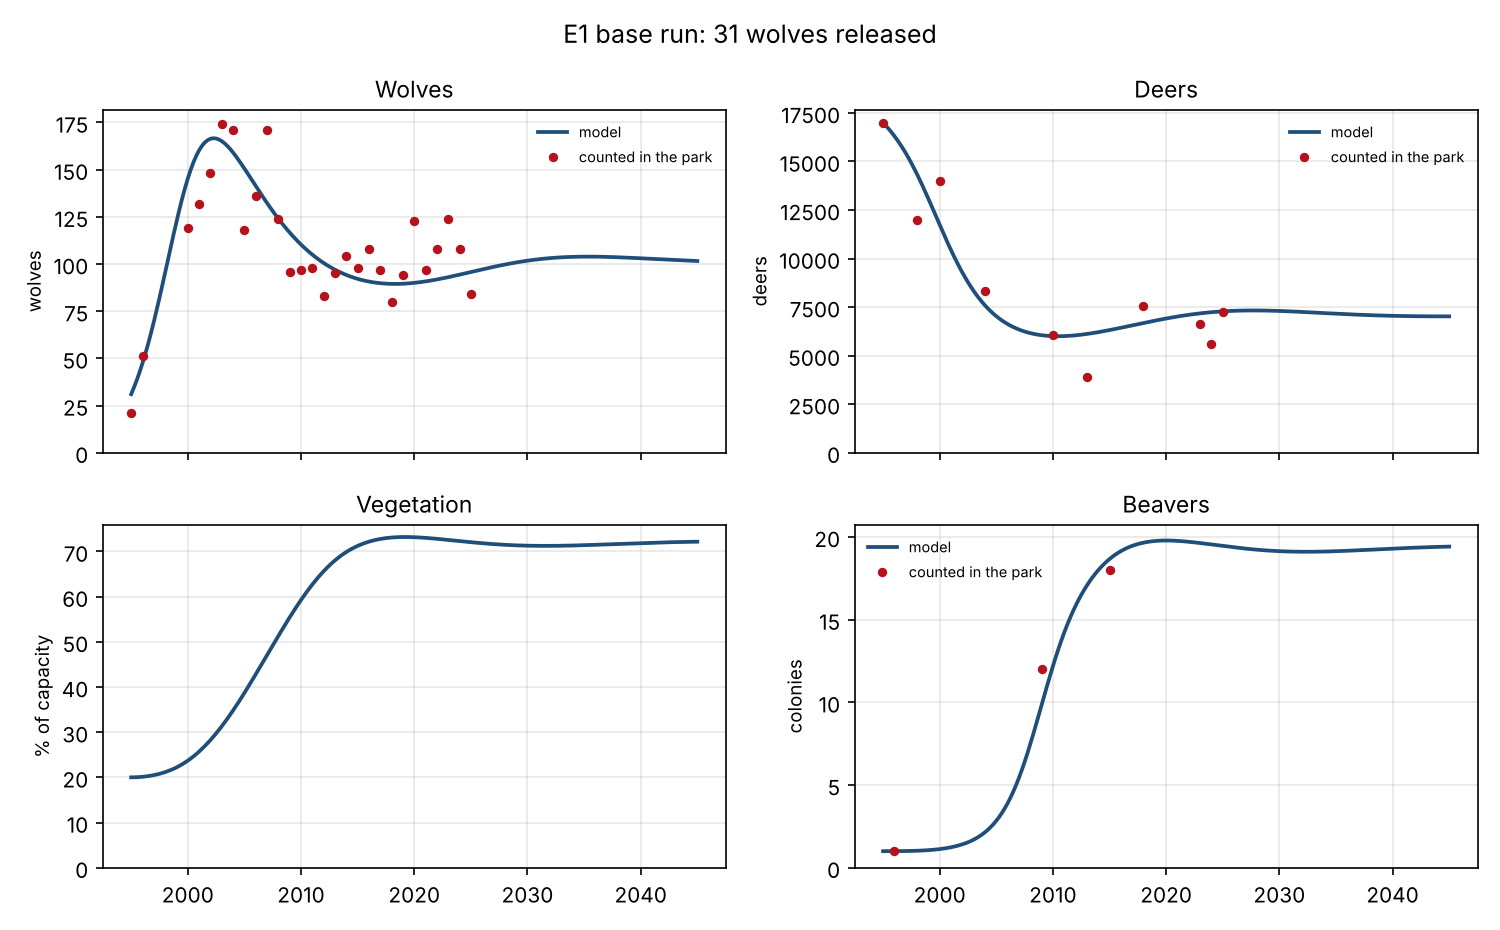 E1 base run: 31 wolves released
Wolves
175
150
125
100
75
50
25
0
wolves
model
counted in the park
Deers
17500
15000
12500
10000
7500
5000
2500
0
deers
model
counted in the park
Vegetation
70
60
50
40
30
20
10
0
% of capacity
2000 2010 2020 2030 2040
Beavers
20
15
10
5
0
colonies
model
counted in the park
2000 2010 2020 2030 2040